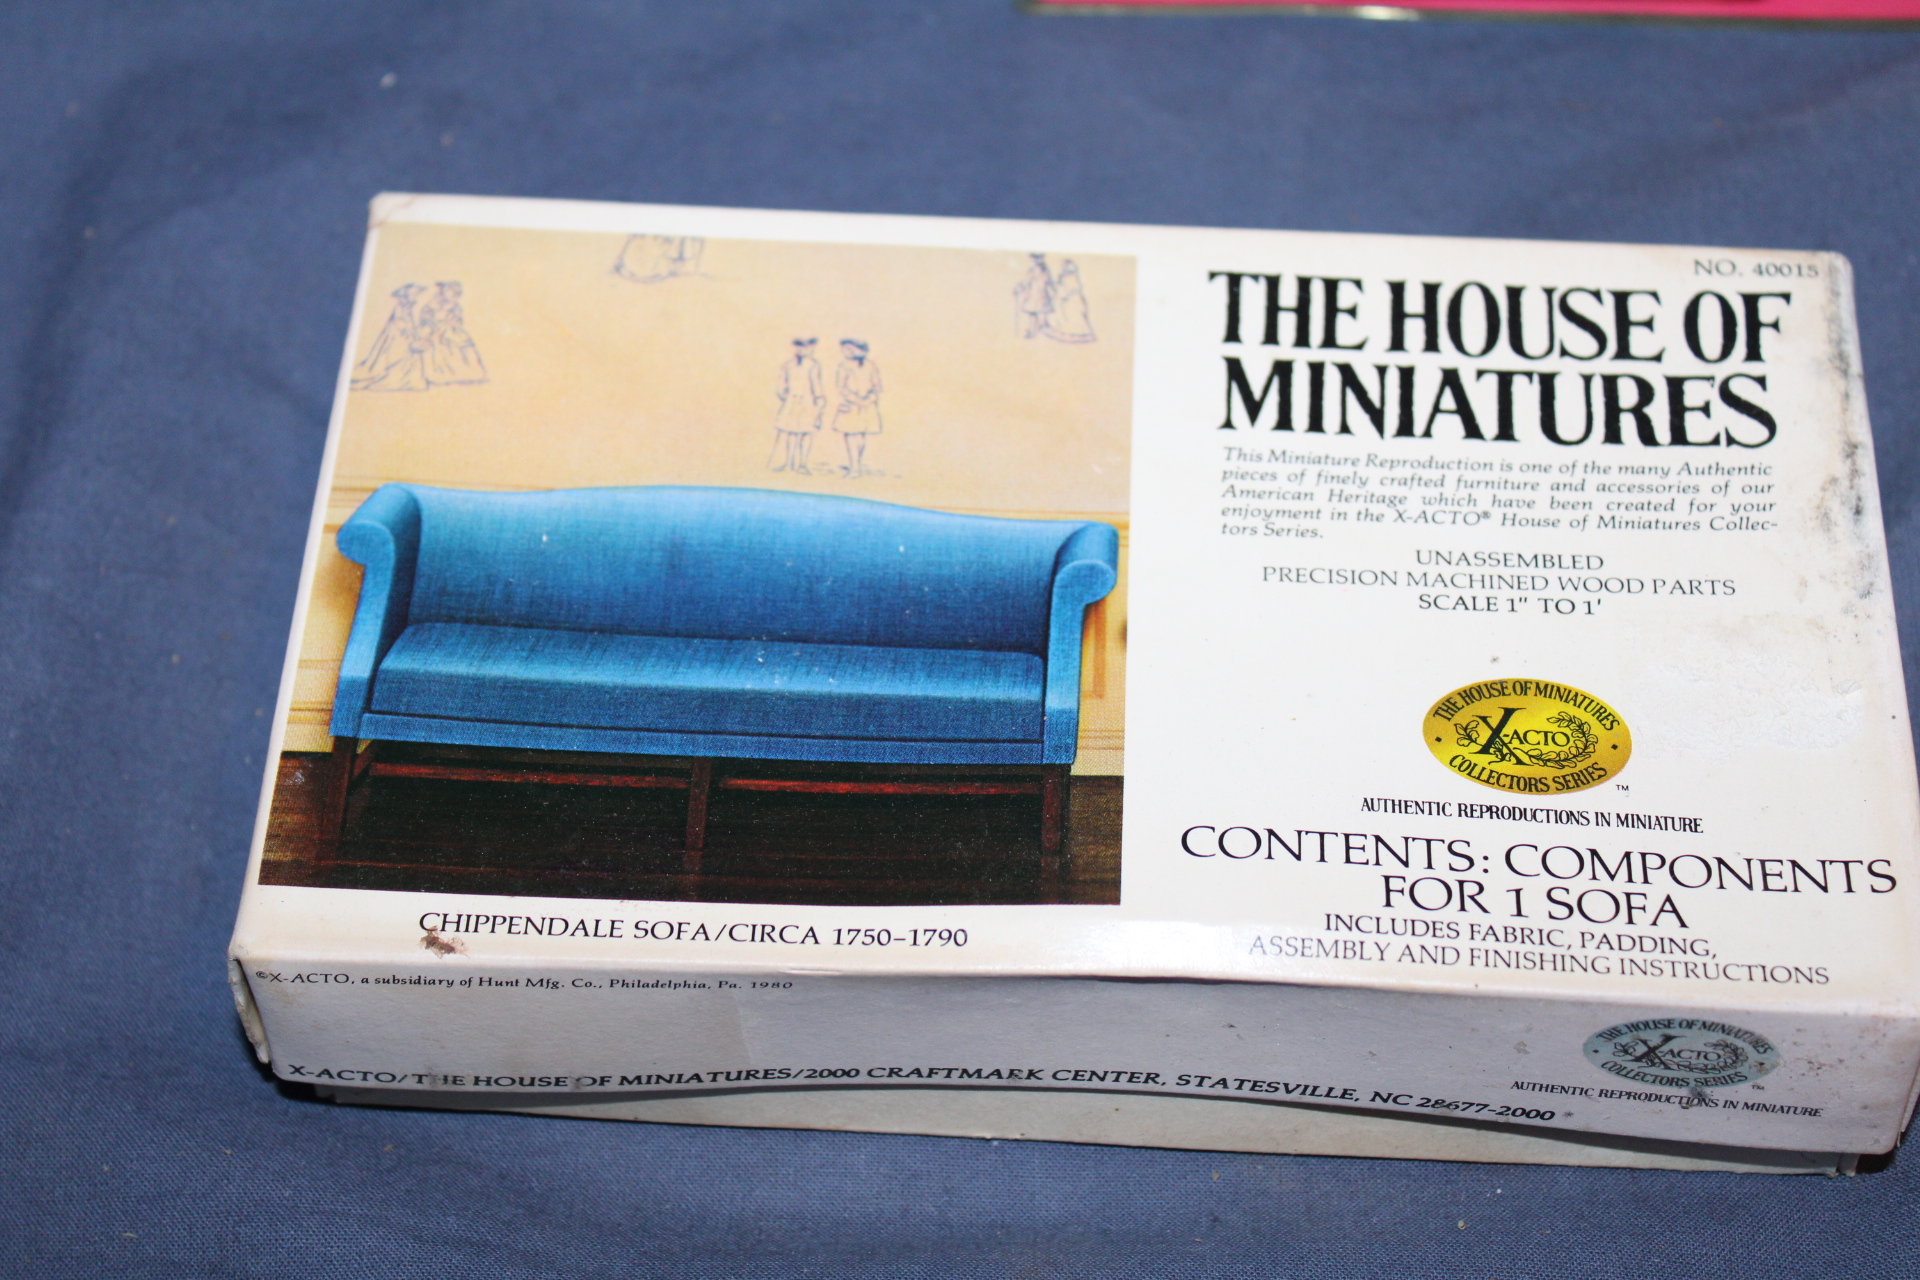 NO. 40015
THE HOUSE OF
MINIATURES
This Miniature Reproduction is one of the many Authentic
pieces of finely crafted furniture and accessories of our
American Heritage which have been created for your
enjoyment in the X-ACTO® House of Miniatures Collec-
tors Series.
UNASSEMBLED
PRECISION MACHINED WOOD PARTS
SCALE 1" TO 1'
THE HOUSE OF MINIATURES
X-ACTO
COLLECTORS SERIES
™
AUTHENTIC REPRODUCTIONS IN MINIATURE
CONTENTS: COMPONENTS
FOR 1 SOFA
INCLUDES FABRIC, PADDING,
ASSEMBLY AND FINISHING INSTRUCTIONS
CHIPPENDALE SOFA/CIRCA 1750-1790
©X-ACTO, a subsidiary of Hunt Mfg. Co., Philadelphia, Pa. 1980
X-ACTO/THE HOUSE OF MINIATURES/2000 CRAFTMARK CENTER, STATESVILLE, NC 28677-2000
THE HOUSE OF MINIATURES
X-ACTO
COLLECTORS SERIES
™
AUTHENTIC REPRODUCTIONS IN MINIATURE